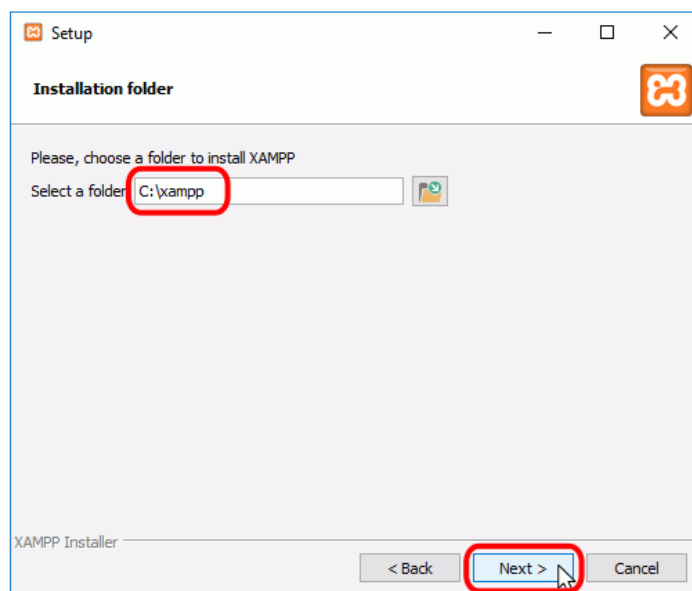 Setup
Installation folder
Please, choose a folder to install XAMPP
Select a folder C:\xampp
XAMPP Installer
< Back Next > Cancel